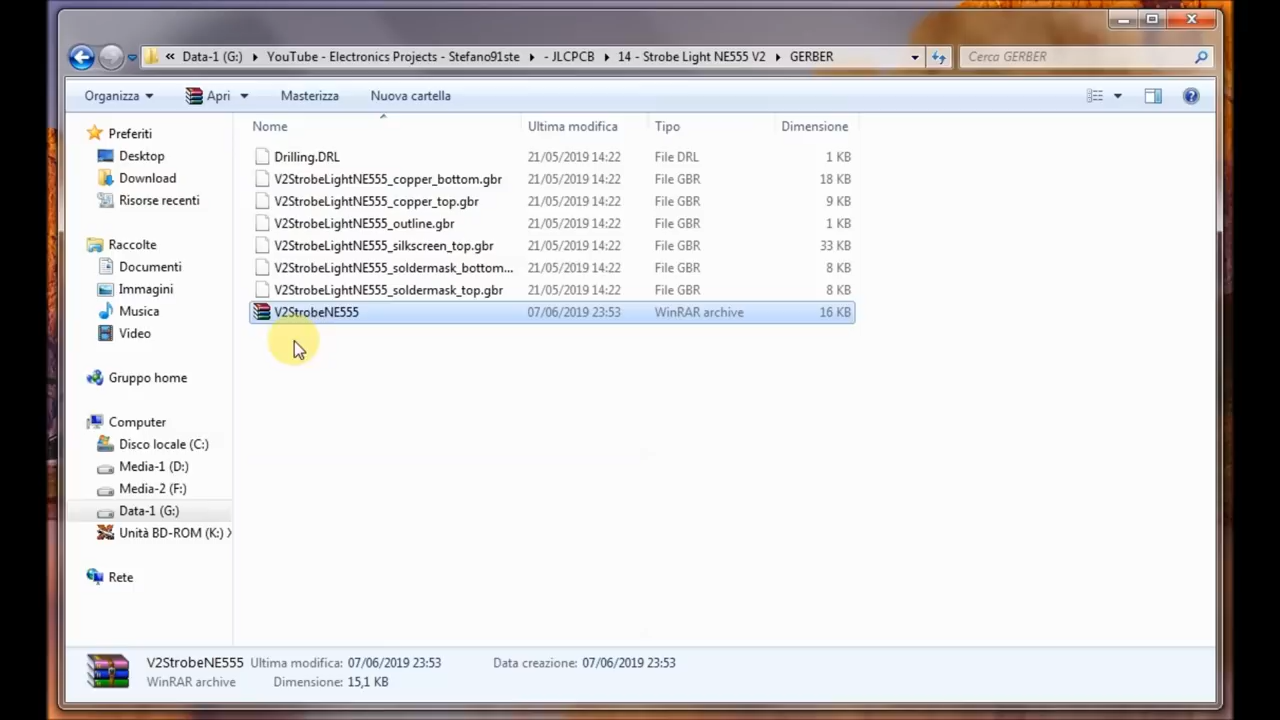 « Data-1 (G:) ▸ YouTube - Electronics Projects - Stefano91ste ▸ - JLCPCB ▸ 14 - Strobe Light NE555 V2 ▸ GERBER
Cerca GERBER
Organizza Apri Masterizza Nuova cartella
Nome Ultima modifica Tipo Dimensione
Preferiti
Desktop
Download
Risorse recenti
Raccolte
Documenti
Immagini
Musica
Video
Gruppo home
Computer
Disco locale (C:)
Media-1 (D:)
Media-2 (F:)
Data-1 (G:)
Unità BD-ROM (K:)
Rete
Drilling.DRL 21/05/2019 14:22 File DRL 1 KB
V2StrobeLightNE555_copper_bottom.gbr 21/05/2019 14:22 File GBR 18 KB
V2StrobeLightNE555_copper_top.gbr 21/05/2019 14:22 File GBR 9 KB
V2StrobeLightNE555_outline.gbr 21/05/2019 14:22 File GBR 1 KB
V2StrobeLightNE555_silkscreen_top.gbr 21/05/2019 14:22 File GBR 33 KB
V2StrobeLightNE555_soldermask_bottom... 21/05/2019 14:22 File GBR 8 KB
V2StrobeLightNE555_soldermask_top.gbr 21/05/2019 14:22 File GBR 8 KB
V2StrobeNE555 07/06/2019 23:53 WinRAR archive 16 KB
V2StrobeNE555 Ultima modifica: 07/06/2019 23:53 Data creazione: 07/06/2019 23:53
WinRAR archive Dimensione: 15,1 KB